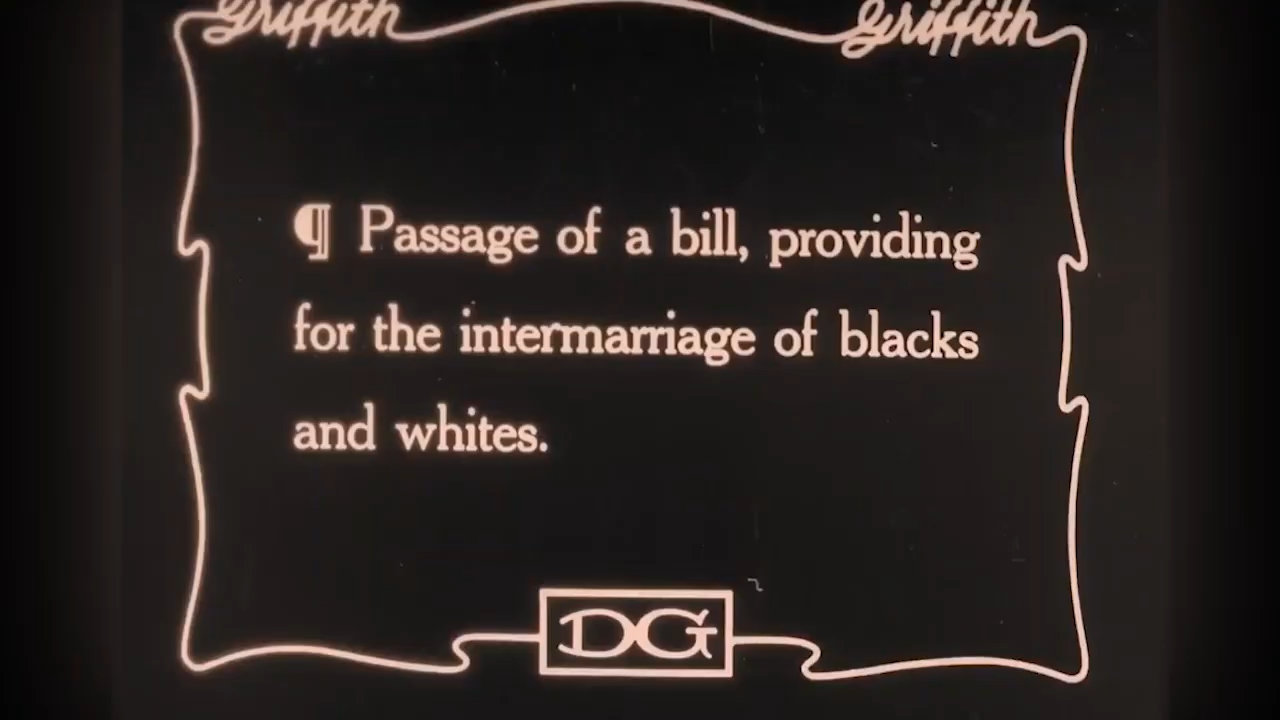 Griffith Griffith
¶ Passage of a bill, providing
for the intermarriage of blacks
and whites.
DG